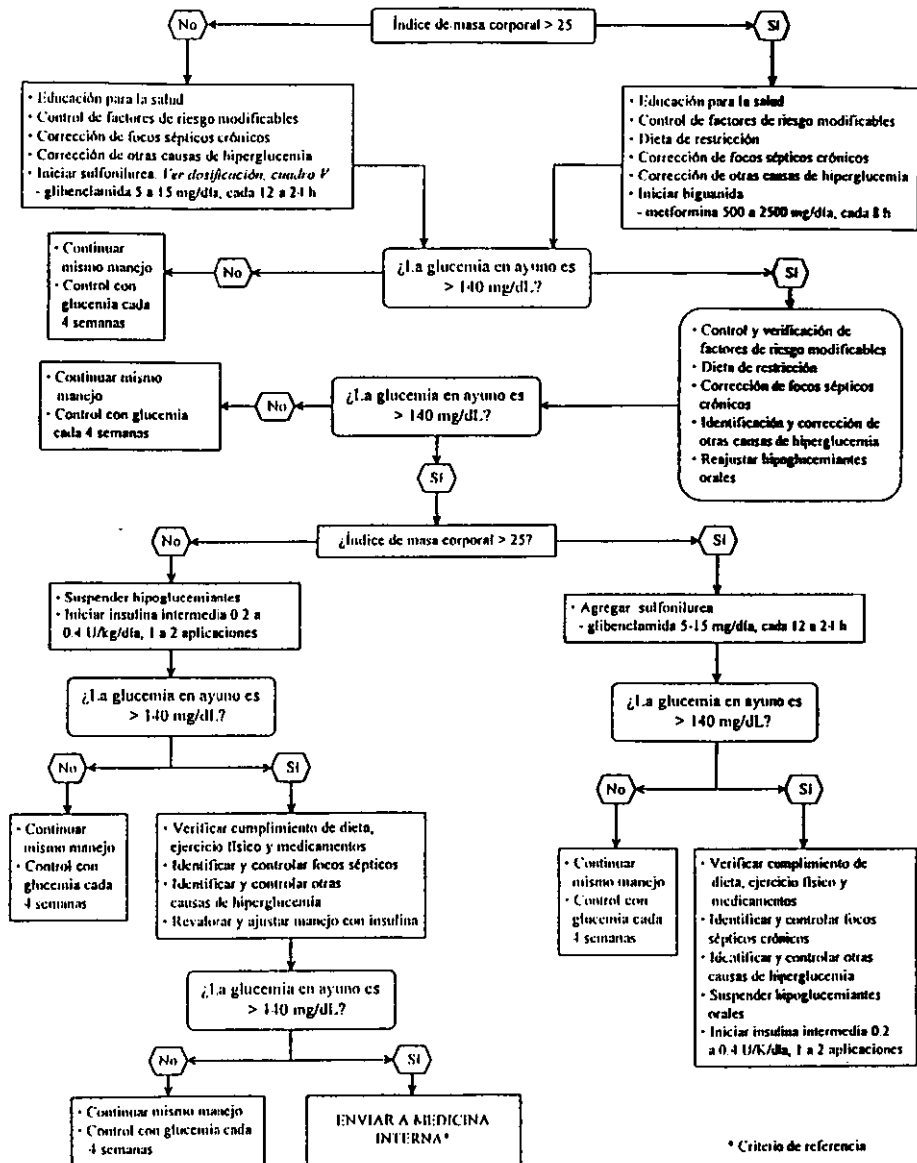 Índice de masa corporal > 25
No
SI
• Educación para la salud
• Control de factores de riesgo modificables
• Corrección de focos sépticos crónicos
• Corrección de otras causas de hiperglucemia
• Iniciar sulfonilurea. Ver dosificación, cuadro V
- glibenclamida 5 a 15 mg/día, cada 12 a 24 h
• Educación para la salud
• Control de factores de riesgo modificables
• Dieta de restricción
• Corrección de focos sépticos crónicos
• Corrección de otras causas de hiperglucemia
• Iniciar biguanida
- metformina 500 a 2500 mg/día, cada 8 h
¿La glucemia en ayuno es
> 140 mg/dL?
No
SI
• Continuar
mismo manejo
• Control con
glucemia cada
4 semanas
• Control y verificación de
factores de riesgo modificables
• Dieta de restricción
• Corrección de focos sépticos
crónicos
• Identificación y corrección de
otras causas de hiperglucemia
• Reajustar hipoglucemiantes
orales
¿La glucemia en ayuno es
> 140 mg/dL?
No
• Continuar mismo
manejo
• Control con glucemia
cada 4 semanas
SI
¿Índice de masa corporal > 25?
No
SI
• Suspender hipoglucemiantes
• Iniciar insulina intermedia 0.2 a
0.4 U/kg/día, 1 a 2 aplicaciones
• Agregar sulfonilurea
- glibenclamida 5-15 mg/día, cada 12 a 24 h
¿La glucemia en ayuno es
> 140 mg/dL?
¿La glucemia en ayuno es
> 140 mg/dL?
No
SI
No
SI
• Continuar
mismo manejo
• Control con
glucemia cada
4 semanas
• Verificar cumplimiento de dieta,
ejercicio físico y medicamentos
• Identificar y controlar focos sépticos
• Identificar y controlar otras
causas de hiperglucemia
• Revalorar y ajustar manejo con insulina
• Continuar
mismo manejo
• Control con
glucemia cada
4 semanas
• Verificar cumplimiento de
dieta, ejercicio físico y
medicamentos
• Identificar y controlar focos
sépticos crónicos
• Identificar y controlar otras
causas de hiperglucemia
• Suspender hipoglucemiantes
orales
• Iniciar insulina intermedia 0.2
a 0.4 U/K/día, 1 a 2 aplicaciones
¿La glucemia en ayuno es
> 140 mg/dL?
No
SI
• Continuar mismo manejo
• Control con glucemia cada
4 semanas
ENVIAR A MEDICINA
INTERNA*
* Criterio de referencia